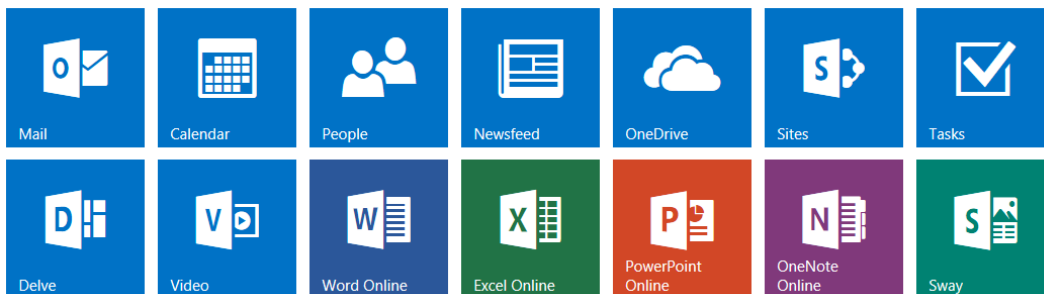 O
Mail
Calendar
People
Newsfeed
OneDrive
S
Sites
Tasks
D
Delve
V
Video
W
Word Online
X
Excel Online
P
PowerPoint
Online
N
OneNote
Online
S
Sway